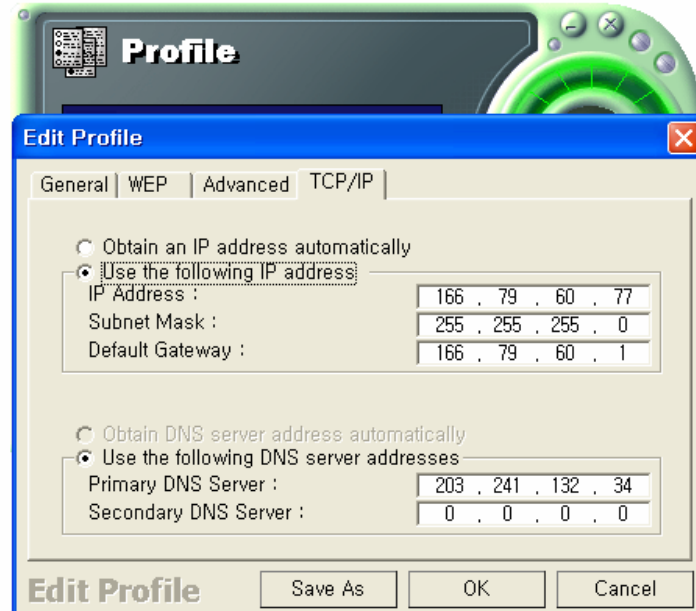 Profile
Edit Profile
General WEP Advanced TCP/IP
Obtain an IP address automatically
Use the following IP address
IP Address : 166 . 79 . 60 . 77
Subnet Mask : 255 . 255 . 255 . 0
Default Gateway : 166 . 79 . 60 . 1
Obtain DNS server address automatically
Use the following DNS server addresses
Primary DNS Server : 203 . 241 . 132 . 34
Secondary DNS Server : 0 . 0 . 0 . 0
Edit Profile Save As OK Cancel